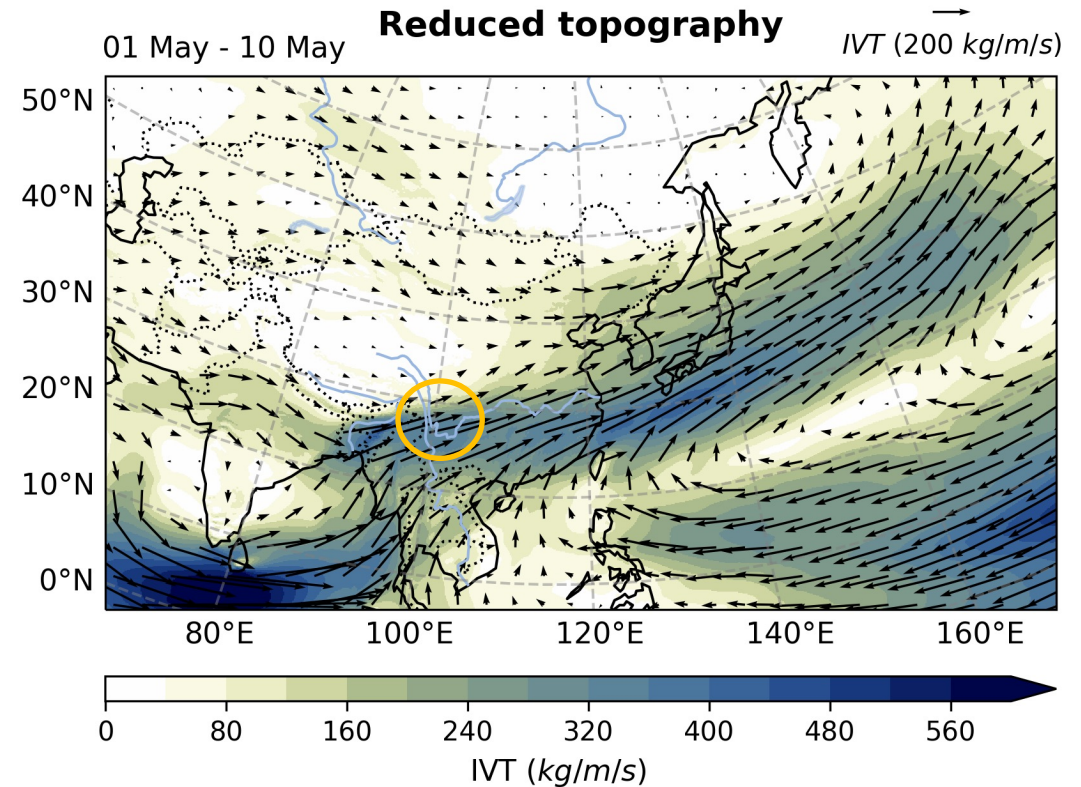 Reduced topography
01 May - 10 May
IVT (200 kg/m/s)
50°N
40°N
30°N
20°N
10°N
0°N
80°E 100°E 120°E 140°E 160°E
0 80 160 240 320 400 480 560
IVT (kg/m/s)